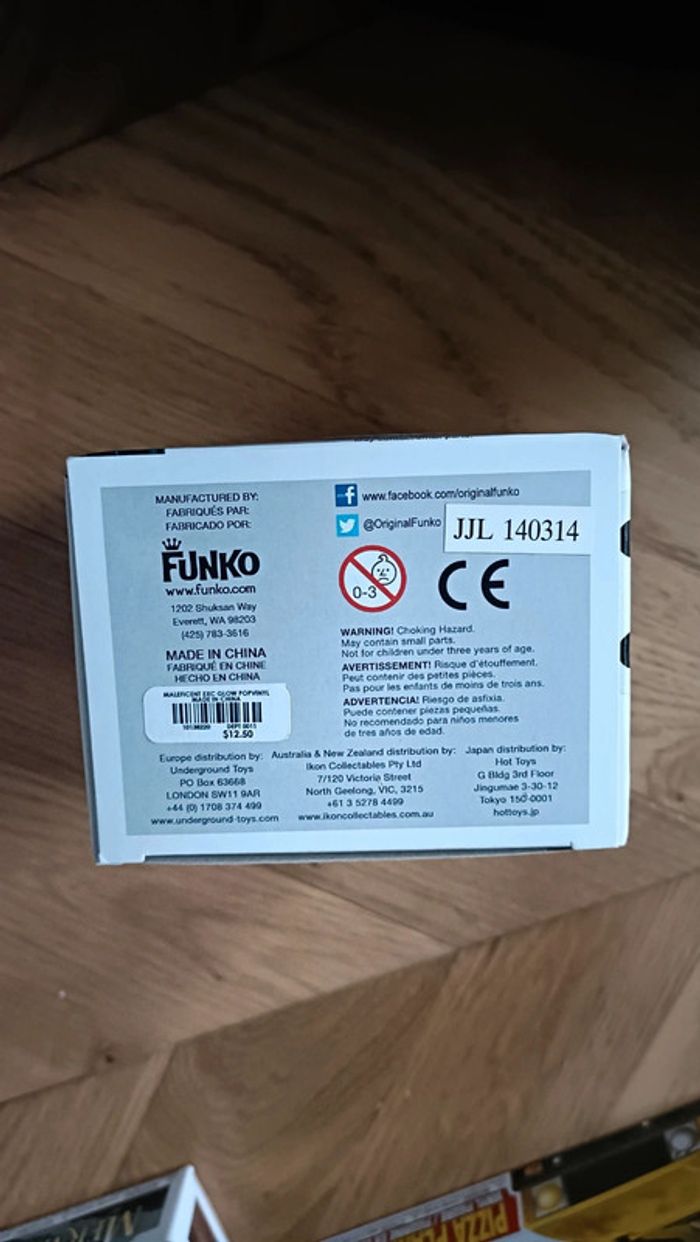 MANUFACTURED BY:
FABRIQUÉS PAR:
FABRICADO POR:
FUNKO
www.funko.com
1202 Shuksan Way
Everett, WA 98203
(425) 783-3616
MADE IN CHINA
FABRIQUÉ EN CHINE
HECHO EN CHINA
MALEFICENT EXC GLOW POPVINYL
MADE IN CHINA
DEPT 0015
$12.50
f www.facebook.com/originalfunko
@OriginalFunko
JJL 140314
0-3
CE
WARNING! Choking Hazard.
May contain small parts.
Not for children under three years of age.
AVERTISSEMENT! Risque d'étouffement.
Peut contenir des petites pièces.
Pas pour les enfants de moins de trois ans.
ADVERTENCIA! Riesgo de asfixia.
Puede contener piezas pequeñas.
No recomendado para niños menores
de tres años de edad.
Europe distribution by:
Underground Toys
PO Box 63668
LONDON SW11 9AR
+44 (0) 1708 374 499
www.underground-toys.com
Australia & New Zealand distribution by:
Ikon Collectables Pty Ltd
7/120 Victoria Street
North Geelong, VIC, 3215
+61 3 5278 4499
www.ikoncollectables.com.au
Japan distribution by:
Hot Toys
G Bldg 3rd Floor
Jingumae 3-30-12
Tokyo 150-0001
hottoys.jp
PIZZA